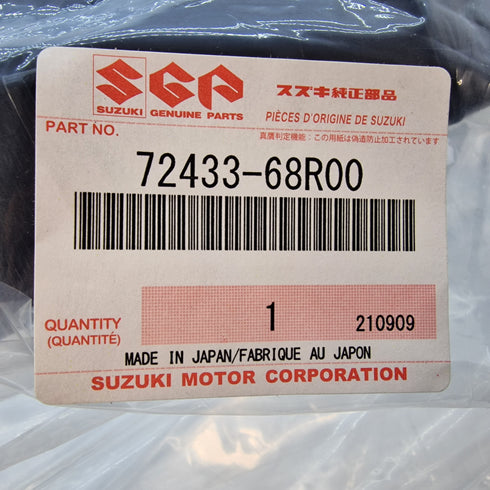 SGP
SUZUKI GENUINE PARTS
スズキ純正部品
PIÈCES D'ORIGINE DE SUZUKI
真贋判定機能：この用紙は偽造防止加工されています
PART NO.
72433-68R00
QUANTITY
(QUANTITÉ)
1
210909
MADE IN JAPAN/FABRIQUE AU JAPON
SUZUKI MOTOR CORPORATION